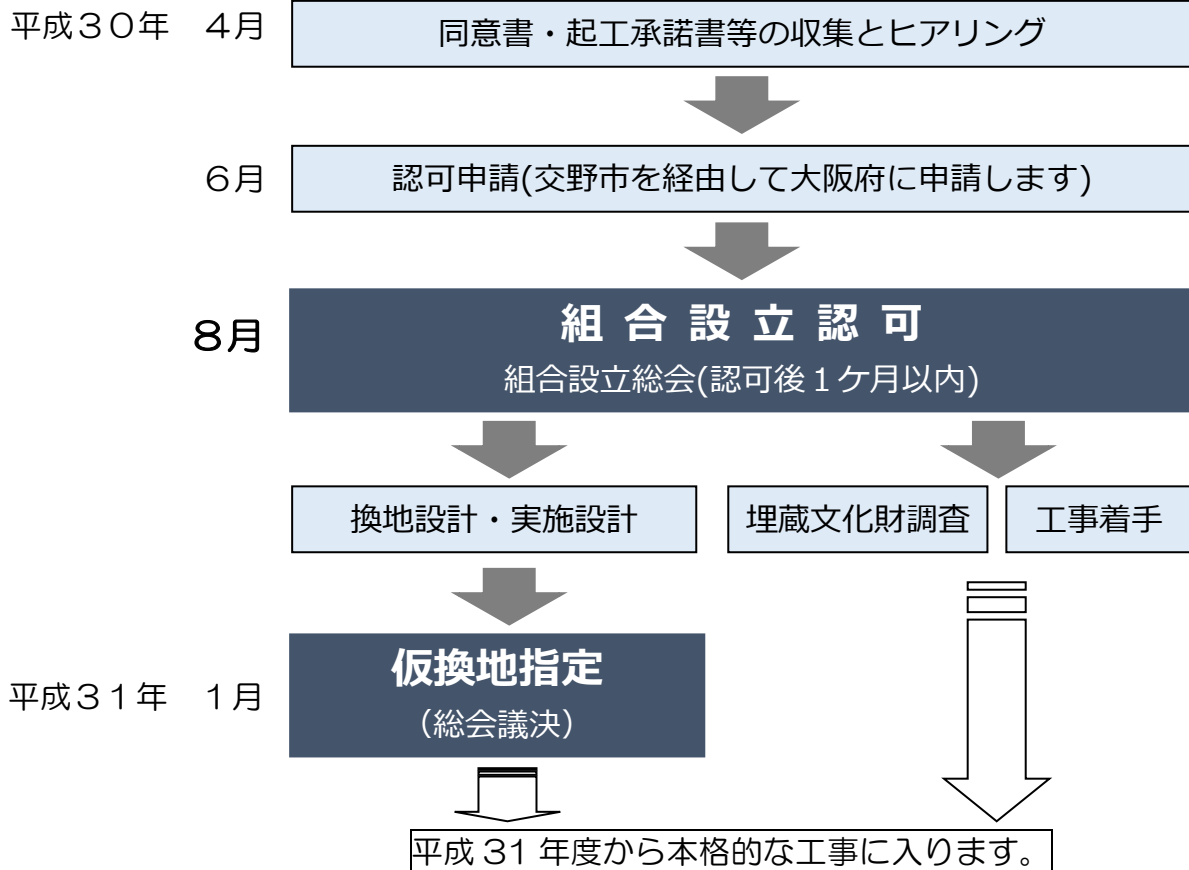 平成３０年　４月
同意書・起工承諾書等の収集とヒアリング
６月
認可申請(交野市を経由して大阪府に申請します)
８月
組 合 設 立 認 可
組合設立総会(認可後１ケ月以内)
換地設計・実施設計
埋蔵文化財調査
工事着手
平成３１年　１月
仮換地指定
（総会議決）
平成 31 年度から本格的な工事に入ります。